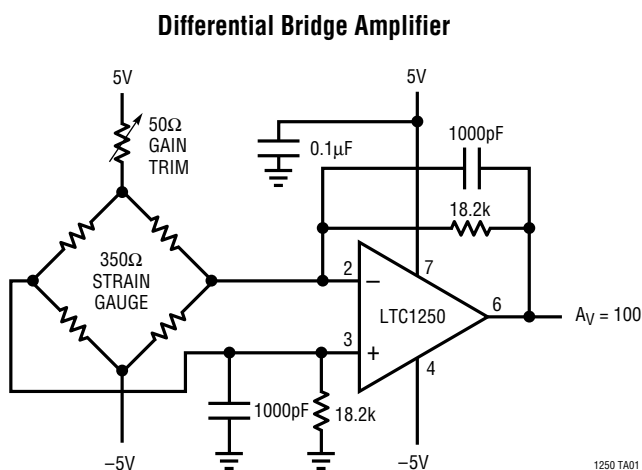 Differential Bridge Amplifier
5V
50Ω
GAIN
TRIM
350Ω
STRAIN
GAUGE
–5V
5V
0.1µF
1000pF
18.2k
2
–
7
LTC1250
6
AV = 100
3
+
4
1000pF
18.2k
–5V
1250 TA01